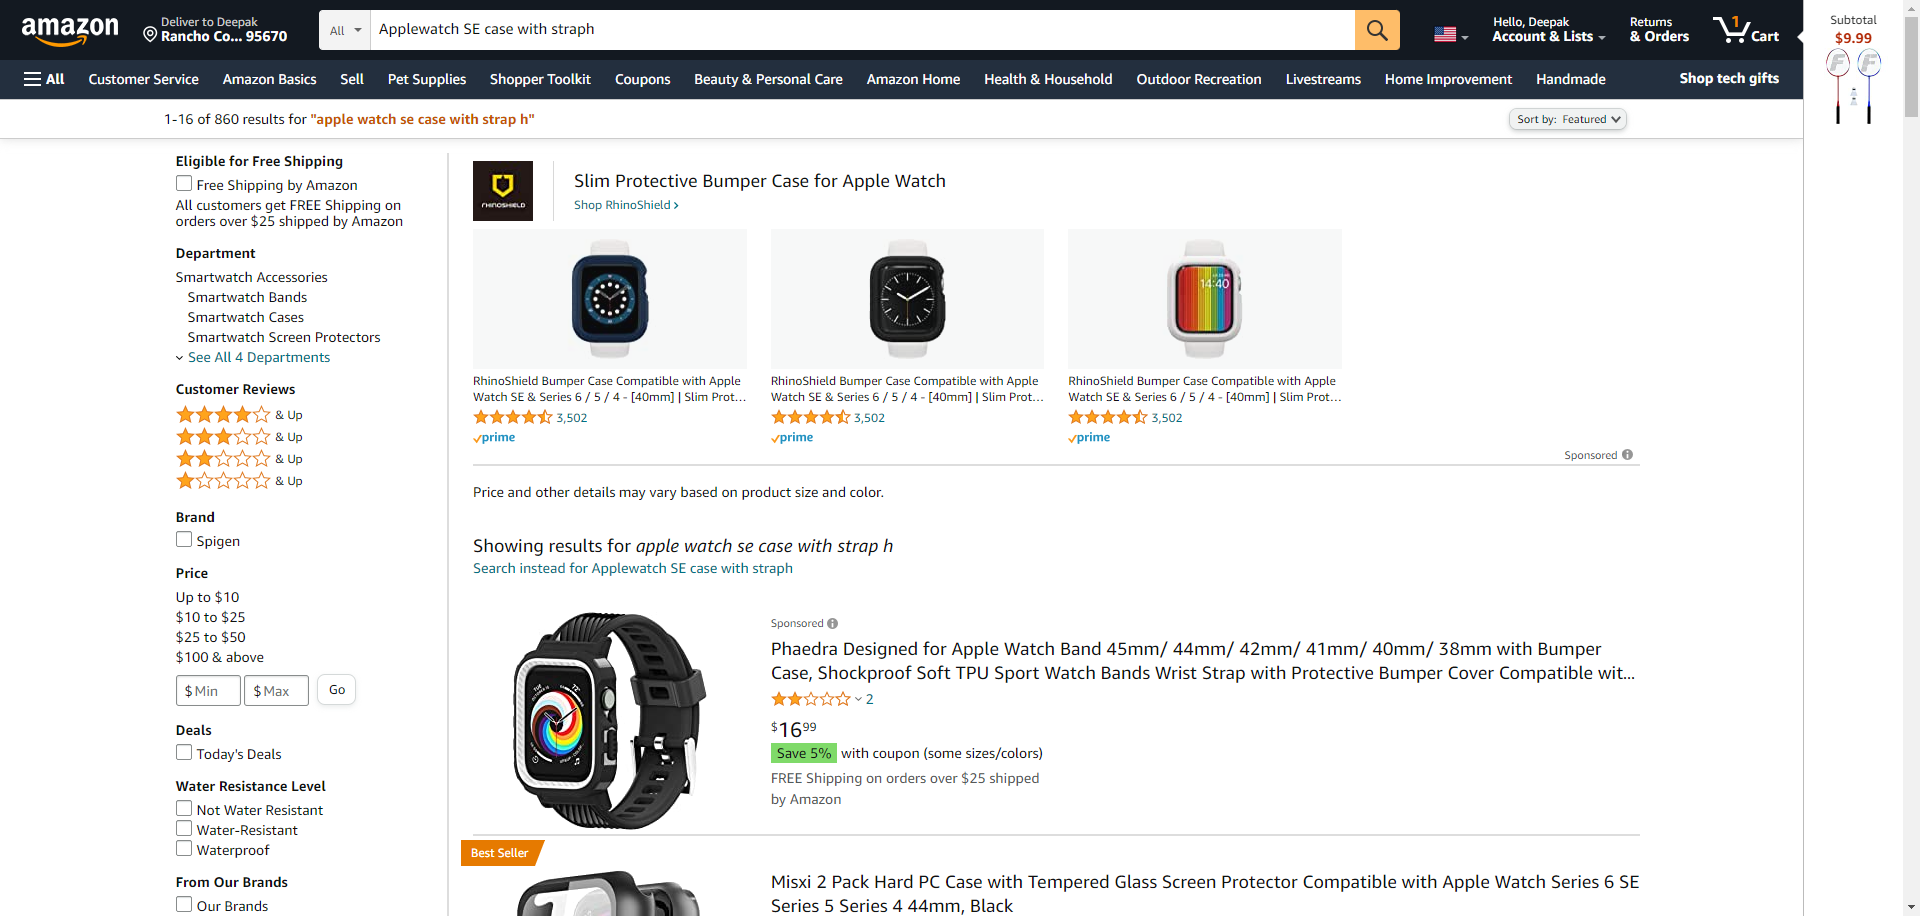 amazon
Deliver to Deepak
Rancho Co... 95670
All
Applewatch SE case with straph
Hello, Deepak
Account & Lists
Returns
& Orders
1
Cart
Subtotal
$9.99
All
Customer Service
Amazon Basics
Sell
Pet Supplies
Shopper Toolkit
Coupons
Beauty & Personal Care
Amazon Home
Health & Household
Outdoor Recreation
Livestreams
Home Improvement
Handmade
Shop tech gifts
1-16 of 860 results for "apple watch se case with strap h"
Sort by: Featured
Eligible for Free Shipping
Free Shipping by Amazon
All customers get FREE Shipping on
orders over $25 shipped by Amazon
Department
Smartwatch Accessories
Smartwatch Bands
Smartwatch Cases
Smartwatch Screen Protectors
See All 4 Departments
Customer Reviews
& Up
& Up
& Up
& Up
Brand
Spigen
Price
Up to $10
$10 to $25
$25 to $50
$100 & above
$ Min
$ Max
Go
Deals
Today's Deals
Water Resistance Level
Not Water Resistant
Water-Resistant
Waterproof
From Our Brands
Our Brands
RHINOSHIELD
Slim Protective Bumper Case for Apple Watch
Shop RhinoShield ›
14:40
RhinoShield Bumper Case Compatible with Apple
Watch SE & Series 6 / 5 / 4 - [40mm] | Slim Prot...
3,502
prime
RhinoShield Bumper Case Compatible with Apple
Watch SE & Series 6 / 5 / 4 - [40mm] | Slim Prot...
3,502
prime
RhinoShield Bumper Case Compatible with Apple
Watch SE & Series 6 / 5 / 4 - [40mm] | Slim Prot...
3,502
prime
Sponsored
Price and other details may vary based on product size and color.
Showing results for apple watch se case with strap h
Search instead for Applewatch SE case with straph
Sponsored
Phaedra Designed for Apple Watch Band 45mm/ 44mm/ 42mm/ 41mm/ 40mm/ 38mm with Bumper
Case, Shockproof Soft TPU Sport Watch Bands Wrist Strap with Protective Bumper Cover Compatible wit...
2
$16.99
Save 5% with coupon (some sizes/colors)
FREE Shipping on orders over $25 shipped
by Amazon
Best Seller
Misxi 2 Pack Hard PC Case with Tempered Glass Screen Protector Compatible with Apple Watch Series 6 SE
Series 5 Series 4 44mm, Black